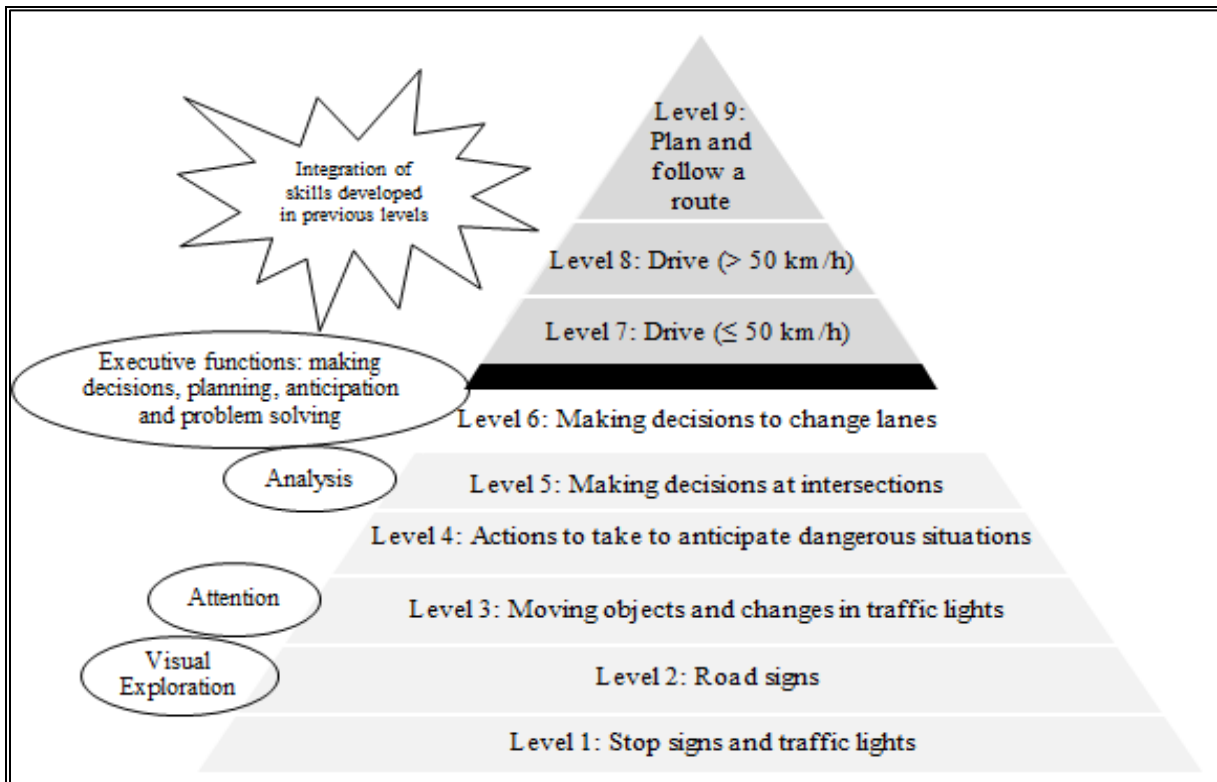 Level 9:
Plan and
follow a
route
Integration of
skills developed
in previous levels
Level 8: Drive (> 50 km/h)
Level 7: Drive (≤ 50 km/h)
Executive functions: making
decisions, planning, anticipation
and problem solving
Level 6: Making decisions to change lanes
Analysis
Level 5: Making decisions at intersections
Level 4: Actions to take to anticipate dangerous situations
Attention
Level 3: Moving objects and changes in traffic lights
Visual
Exploration
Level 2: Road signs
Level 1: Stop signs and traffic lights